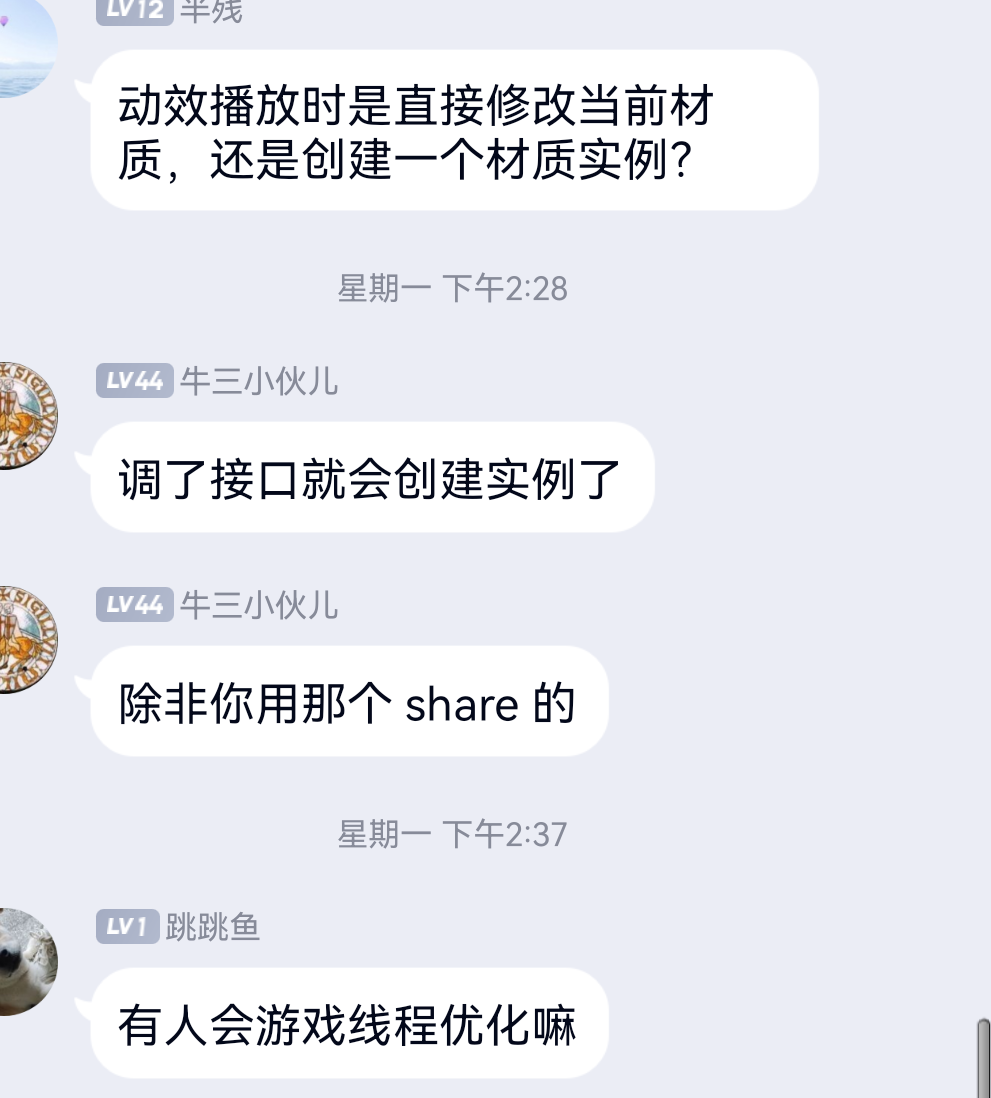 LV12 半残
动效播放时是直接修改当前材
质，还是创建一个材质实例？
星期一 下午2:28
LV44 牛三小伙儿
调了接口就会创建实例了
LV44 牛三小伙儿
除非你用那个 share 的
星期一 下午2:37
LV1 跳跳鱼
有人会游戏线程优化嘛